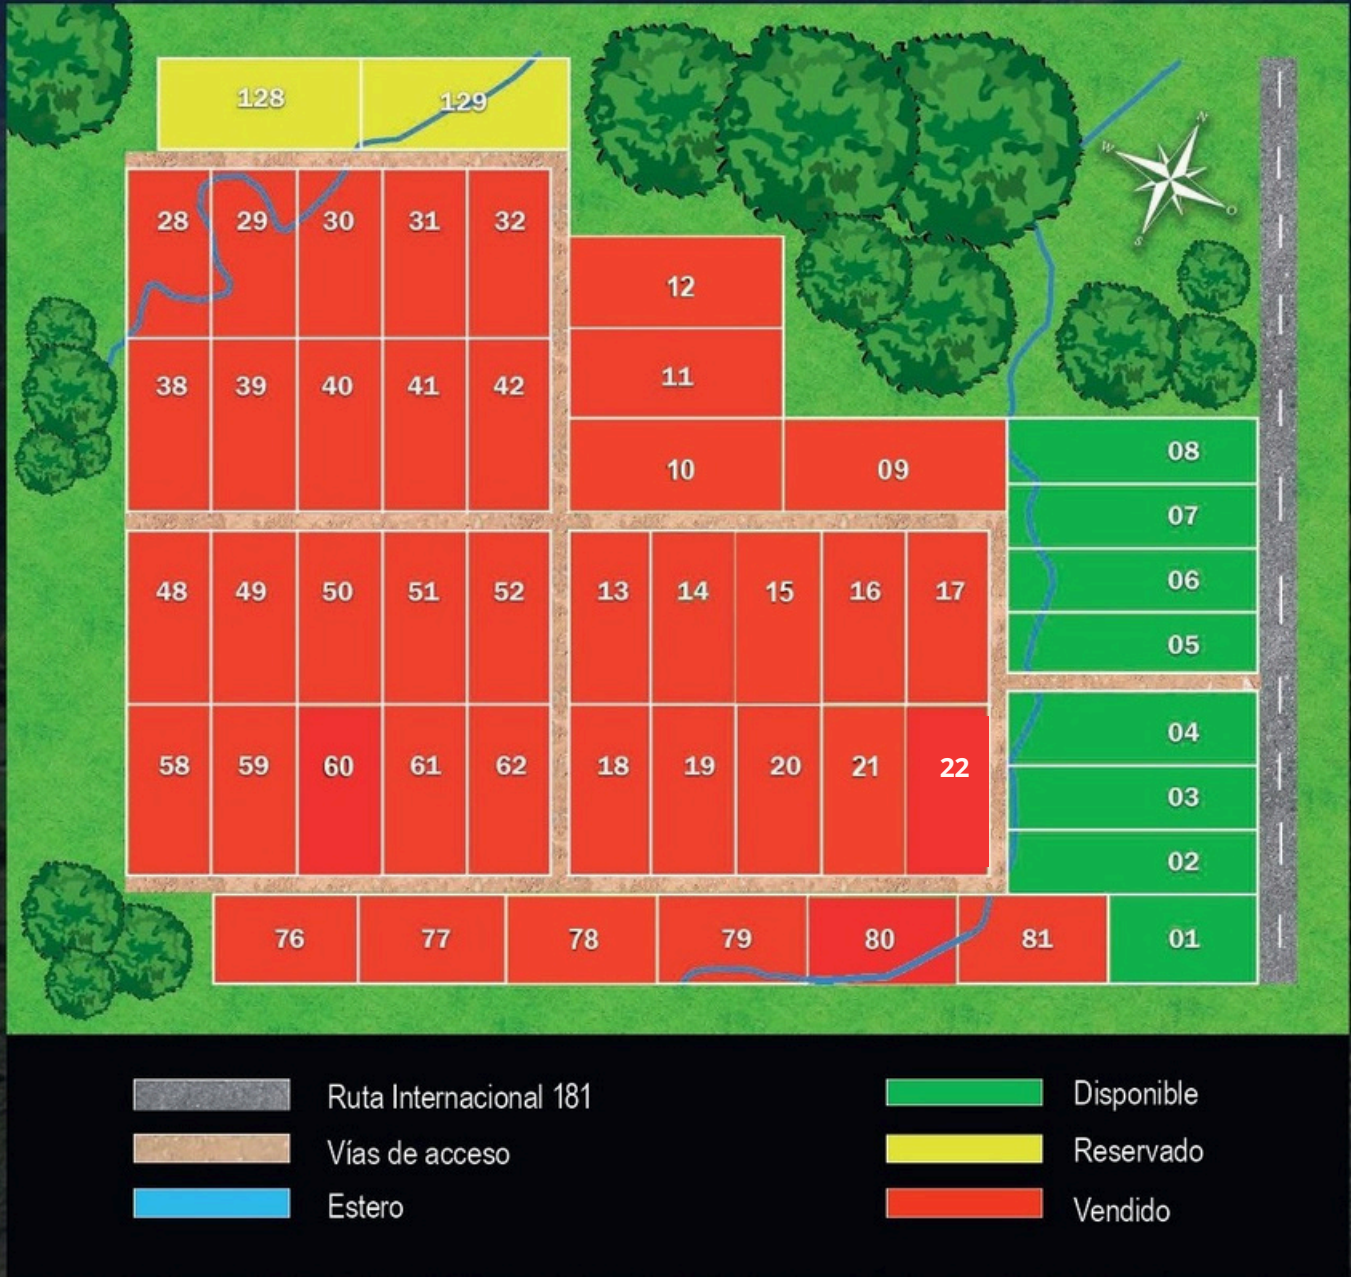 128 129
N
W
O
S
28 29 30 31 32
12
11
38 39 40 41 42
10 09 08
07
06
48 49 50 51 52 13 14 15 16 17
05
04
58 59 60 61 62 18 19 20 21 22
03
02
76 77 78 79 80 81 01
Ruta Internacional 181
Disponible
Vías de acceso
Reservado
Estero
Vendido